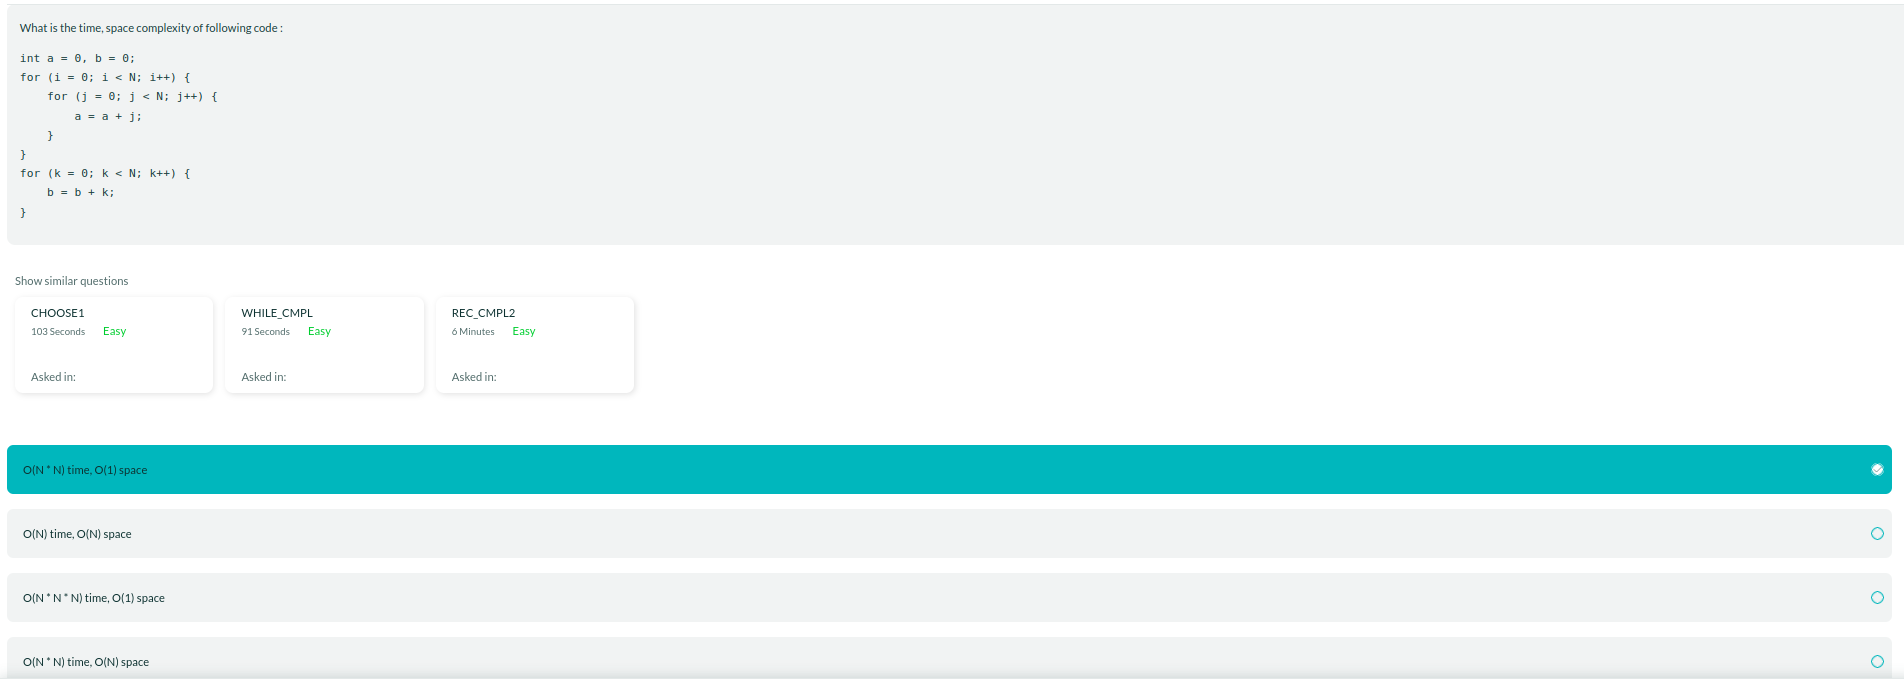 What is the time, space complexity of following code :
int a = 0, b = 0;
for (i = 0; i < N; i++) {
    for (j = 0; j < N; j++) {
        a = a + j;
    }
}
for (k = 0; k < N; k++) {
    b = b + k;
}
Show similar questions
CHOOSE1 WHILE_CMPL REC_CMPL2
103 Seconds Easy 91 Seconds Easy 6 Minutes Easy
Asked in: Asked in: Asked in:
O(N * N) time, O(1) space
O(N) time, O(N) space
O(N * N * N) time, O(1) space
O(N * N) time, O(N) space